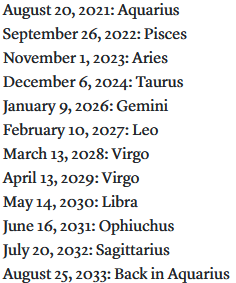 August 20, 2021: Aquarius
September 26, 2022: Pisces
November 1, 2023: Aries
December 6, 2024: Taurus
January 9, 2026: Gemini
February 10, 2027: Leo
March 13, 2028: Virgo
April 13, 2029: Virgo
May 14, 2030: Libra
June 16, 2031: Ophiuchus
July 20, 2032: Sagittarius
August 25, 2033: Back in Aquarius